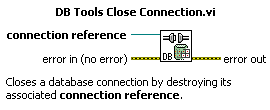 DB Tools Close Connection.vi
connection reference
error in (no error)
DB
error out
Closes a database connection by destroying its
associated connection reference.